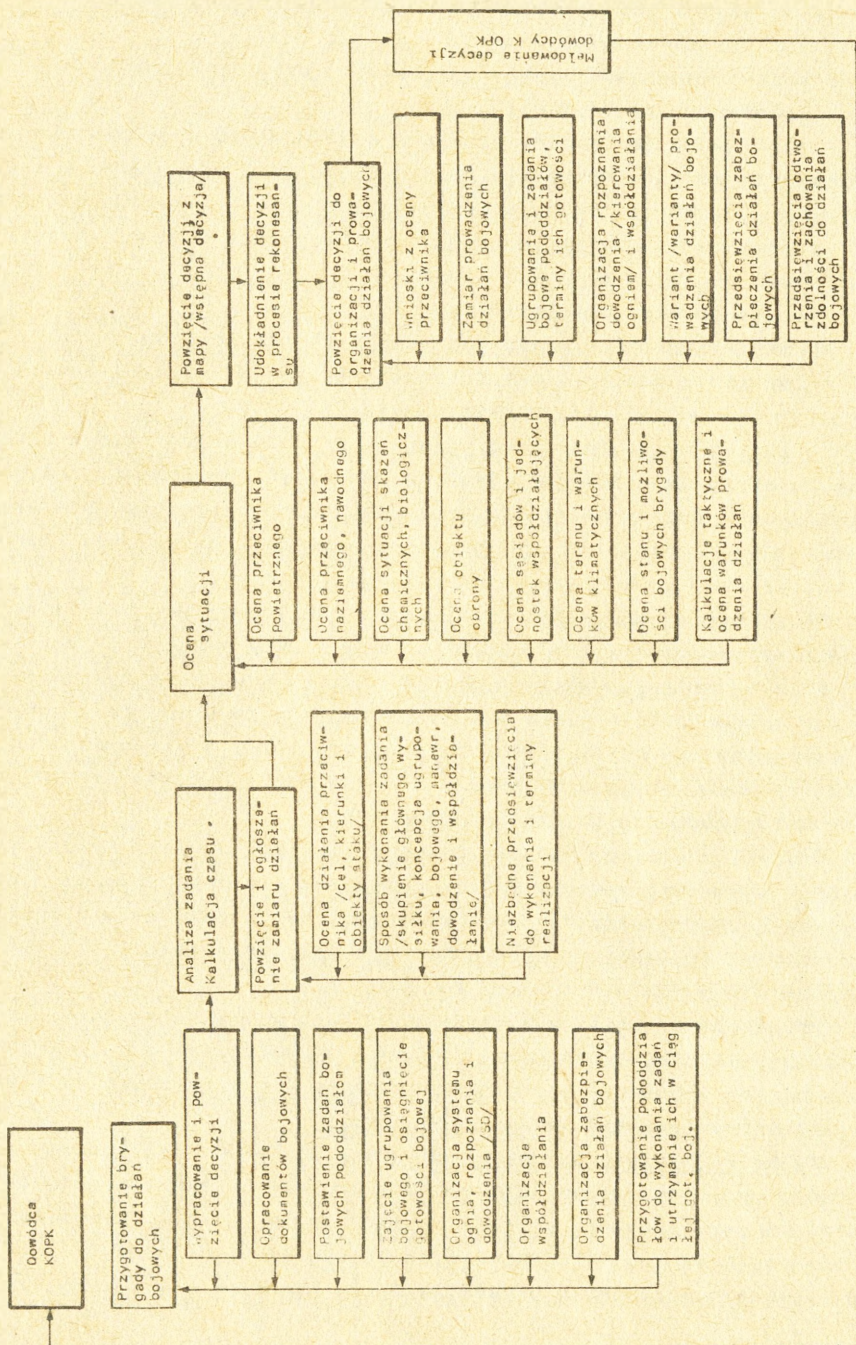 Dowódca
KOPK
Przygotowanie bry-
gady do działań
bojowych
Wypracowanie i pow-
zięcie decyzji
Opracowanie
dokumentów bojowych
Postawienie zadań bo-
jowych pododdziałom
Zajęcie ugrupowania
bojowego i osiągnięcie
gotowości bojowej
Organizacja systemu
ognia, rozpoznania i
dowodzenia /SD/
Organizacja
współdziałania
Organizacja zabezpie-
dzenia działań bojowych
Przygotowanie pododdzia
łów do wykonania zadań
i utrzymanie ich w ciąg
łej got. boj.
Analiza zadania
Kalkulacja czasu .
Powzięcie i ogłosze-
nie zamiaru działań
Ocena działania przeciw-
nika /cel, kierunki i
obiekty ataku/
Sposób wykonania zadania
/skupienie głównego wy-
siłku, koncepcja ugrupo-
wania, bojowego, manewr,
dowodzenie i współdzia-
łanie/
Niezbędne przedsięwzięcia
do wykonania i terminy
realizacji
Ocena
sytuacji
Ocena przeciwnika
powietrznego
Ocena przeciwnika
naziemnego, nawodnego
Ocena sytuacji skażeń
chemicznych, biologicz-
nych
Ocena obiektu
obrony
Ocena sąsiadów i jed-
nostek współdziałających
Ocena terenu i warun-
ków klimatycznych
Ocena stanu i możliwo-
ści bojowych brygady
Kalkulacje taktyczne i
ocena warunków prowa-
dzenia działań
Powzięcie decyzji z
mapy /wstępna decyzja/
Udokładnienie decyzji
w procesie rekonesan-
su
Powzięcie decyzji do
organizacji i prowa-
dzenia działań bojowych
Wnioski z oceny
przeciwnika
Zamiar prowadzenia
działań bojowych
Ugrupowania i zadania
bojowe pododdziałów,
terminy ich gotowości
Organizacja rozpoznania
dowodzenia /kierowania
ogniem/ i współdziałania
Wariant /warianty/ pro-
wadzenia działań bojo-
wych
Przedsięwzięcia zabez-
pieczenia działań bo-
jowych
Przedsięwzięcia odtwo-
rzenia i zachowania
zdolności do działań
bojowych
Meldowanie decyzji
dowódcy K OPK